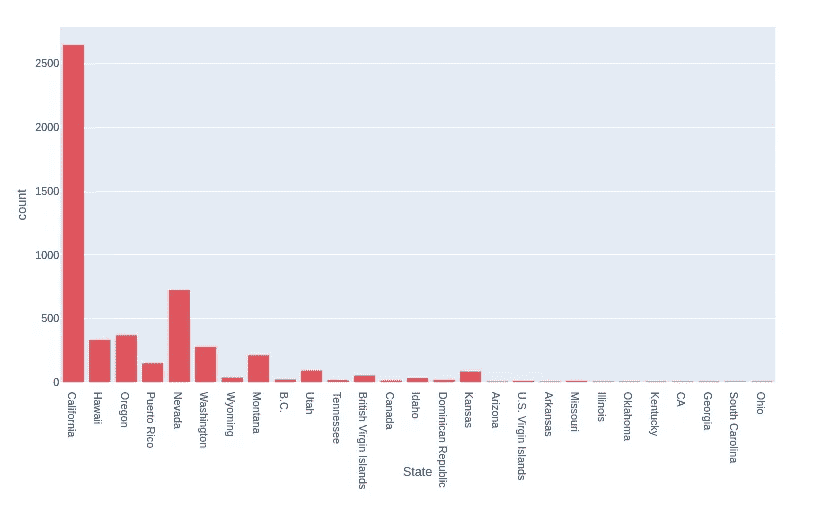 2500
2000
1500
1000
500
0
count
California
Hawaii
Oregon
Puerto Rico
Nevada
Washington
Wyoming
Montana
B.C.
Utah
Tennessee
British Virgin Islands
Canada
Idaho
Dominican Republic
Kansas
Arizona
U.S. Virgin Islands
Arkansas
Missouri
Illinois
Oklahoma
Kentucky
CA
Georgia
South Carolina
Ohio
State